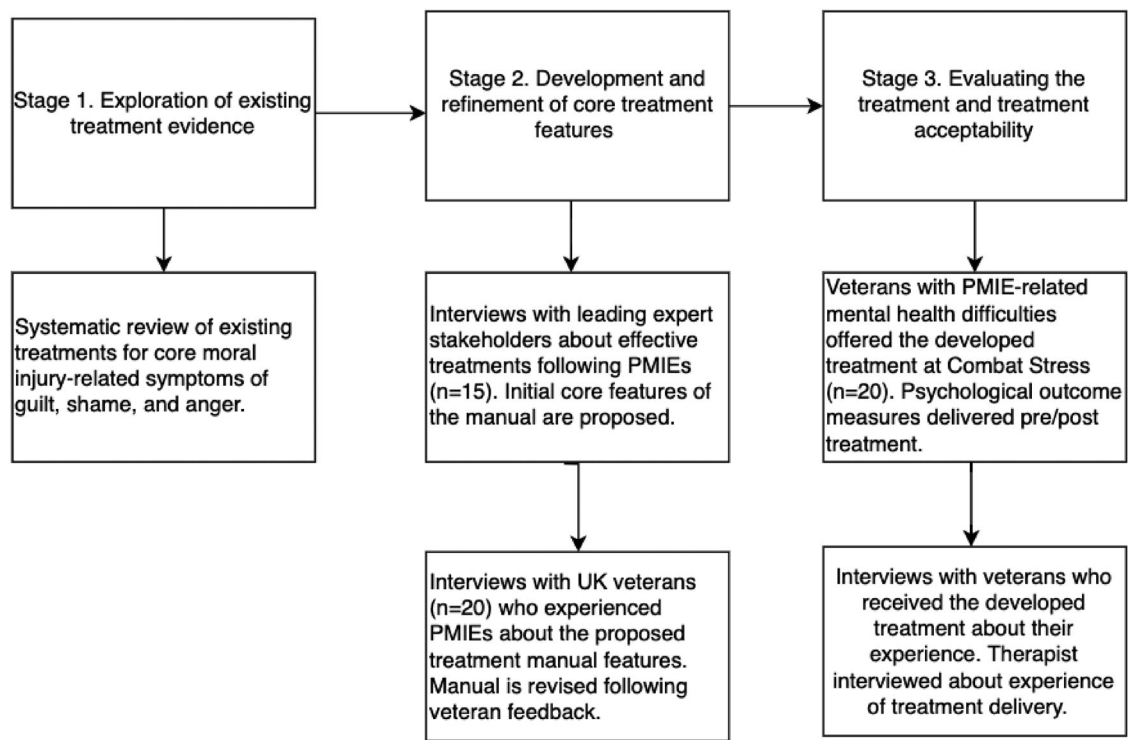 Stage 1. Exploration of existing
treatment evidence
Stage 2. Development and
refinement of core treatment
features
Stage 3. Evaluating the
treatment and treatment
acceptability
Systematic review of existing
treatments for core moral
injury-related symptoms of
guilt, shame, and anger.
Interviews with leading expert
stakeholders about effective
treatments following PMIEs
(n=15). Initial core features of
the manual are proposed.
Veterans with PMIE-related
mental health difficulties
offered the developed
treatment at Combat Stress
(n=20). Psychological outcome
measures delivered pre/post
treatment.
Interviews with UK veterans
(n=20) who experienced
PMIEs about the proposed
treatment manual features.
Manual is revised following
veteran feedback.
Interviews with veterans who
received the developed
treatment about their
experience. Therapist
interviewed about experience
of treatment delivery.